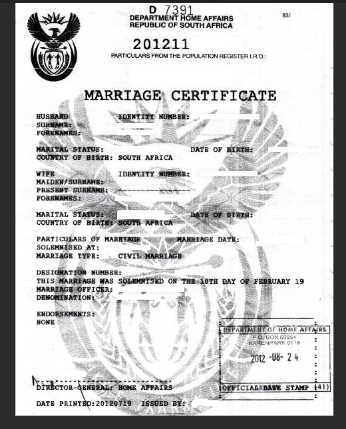 D 7391
DEPARTMENT HOME AFFAIRS
REPUBLIC OF SOUTH AFRICA
201211
PARTICULARS FROM THE POPULATION REGISTER I.R.O:
MARRIAGE CERTIFICATE
HUSBAND IDENTITY NUMBER:
SURNAME:
FORENAMES:
MARITAL STATUS: DATE OF BIRTH:
COUNTRY OF BIRTH: SOUTH AFRICA
WIFE IDENTITY NUMBER:
MAIDEN/SURNAME:
PRESENT SURNAME:
FORENAMES:
MARITAL STATUS: DATE OF BIRTH:
COUNTRY OF BIRTH: SOUTH AFRICA
PARTICULARS OF MARRIAGE MARRIAGE DATE:
SOLEMNISED AT:
MARRIAGE TYPE: CIVIL MARRIAGE
DESIGNATION NUMBER:
THIS MARRIAGE WAS SOLEMNISED ON THE 18TH DAY OF FEBRUARY 19
MARRIAGE OFFICER:
DENOMINATION:
ENDORSEMENTS:
NONE
DEPARTMENT OF HOME AFFAIRS
KARENPARK 0118
2012 -08- 24
DIRECTOR-GENERAL: HOME AFFAIRS
OFFICIAL DATE STAMP (41)
DATE PRINTED:20120719 ISSUED BY: